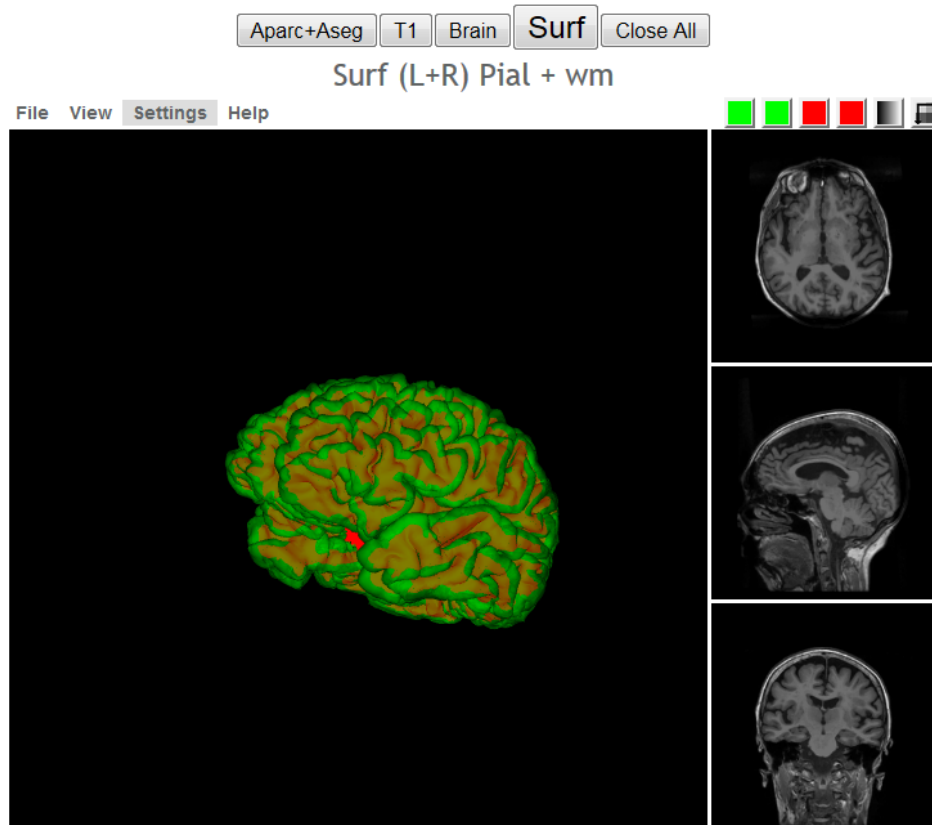 Aparc+Aseg T1 Brain Surf Close All
Surf (L+R) Pial + wm
File View Settings Help